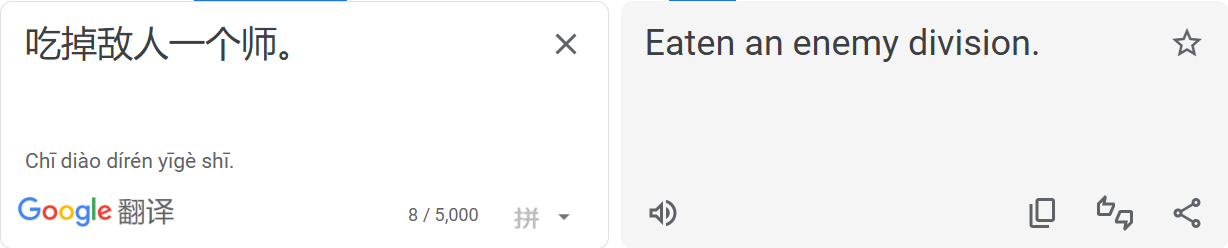 吃掉敌人一个师。
Chī diào dírén yīgè shī.
Google 翻译
8 / 5,000
拼
Eaten an enemy division.